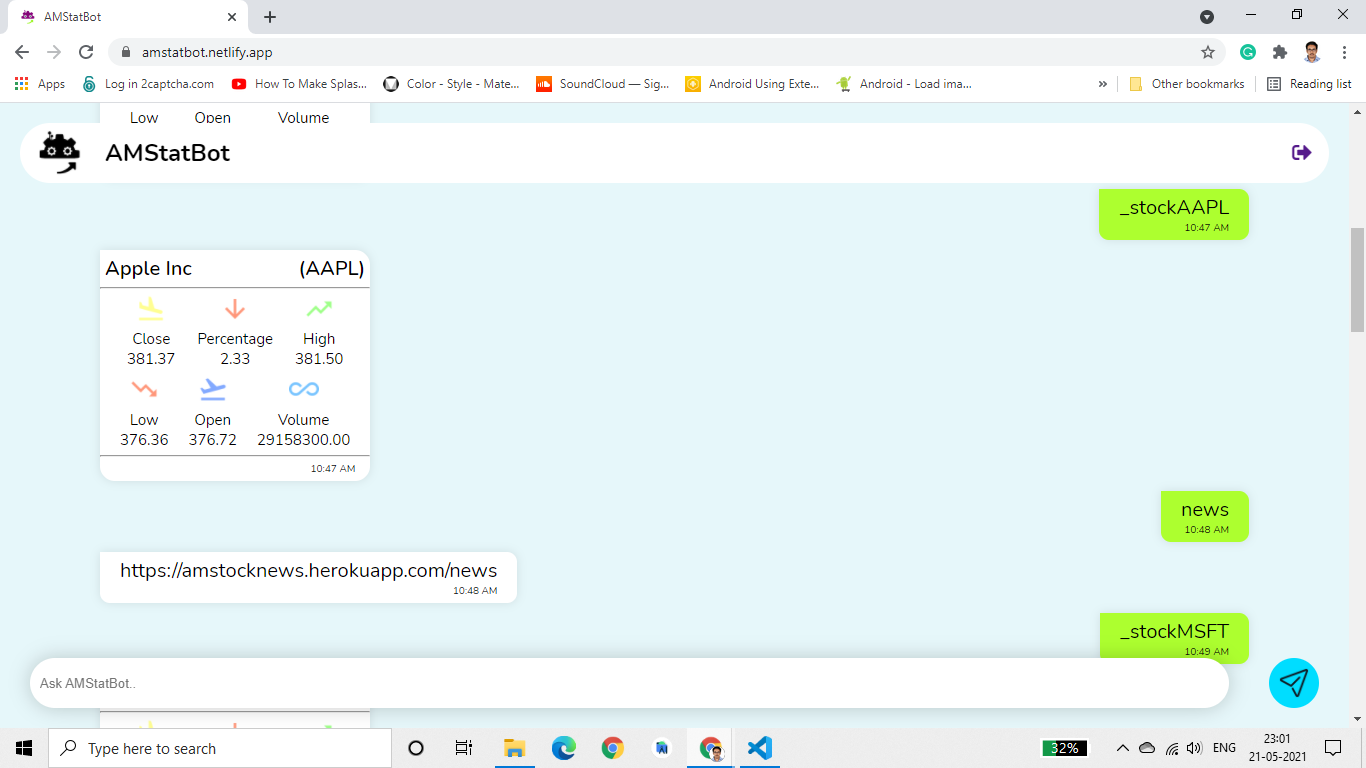 AMStatBot
amstatbot.netlify.app
Apps Log in 2captcha.com How To Make Splas... Color - Style - Mate... SoundCloud — Sig... Android Using Exte... Android - Load ima... » Other bookmarks Reading list
Low Open Volume
AMStatBot
_stockAAPL
10:47 AM
Apple Inc (AAPL)
Close Percentage High
381.37 2.33 381.50
Low Open Volume
376.36 376.72 29158300.00
10:47 AM
news
10:48 AM
https://amstocknews.herokuapp.com/news
10:48 AM
_stockMSFT
10:49 AM
Ask AMStatBot..
Type here to search 32% ENG 23:01
21-05-2021